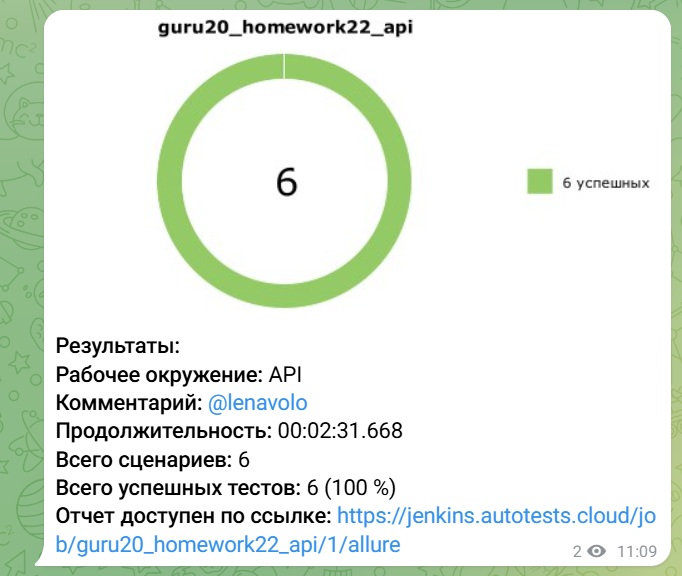 guru20_homework22_api
6
6 успешных
Результаты:
Рабочее окружение: API
Комментарий: @lenavolo
Продолжительность: 00:02:31.668
Всего сценариев: 6
Всего успешных тестов: 6 (100 %)
Отчет доступен по ссылке: https://jenkins.autotests.cloud/jo
b/guru20_homework22_api/1/allure
2 11:09